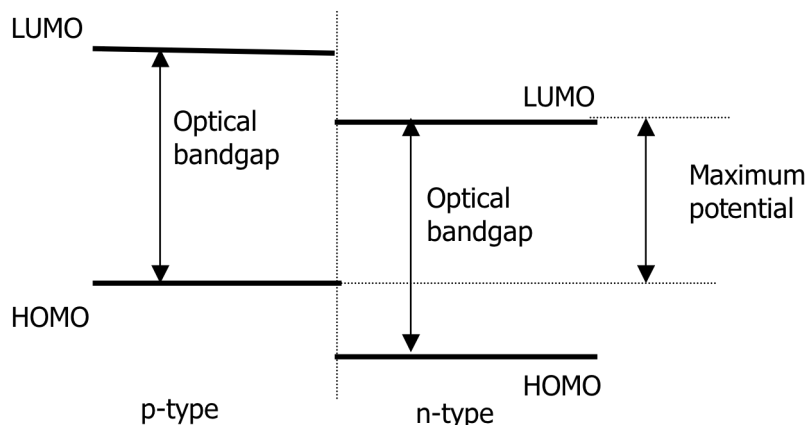 LUMO
Optical
bandgap
HOMO
p-type
LUMO
Optical
bandgap
HOMO
n-type
Maximum
potential